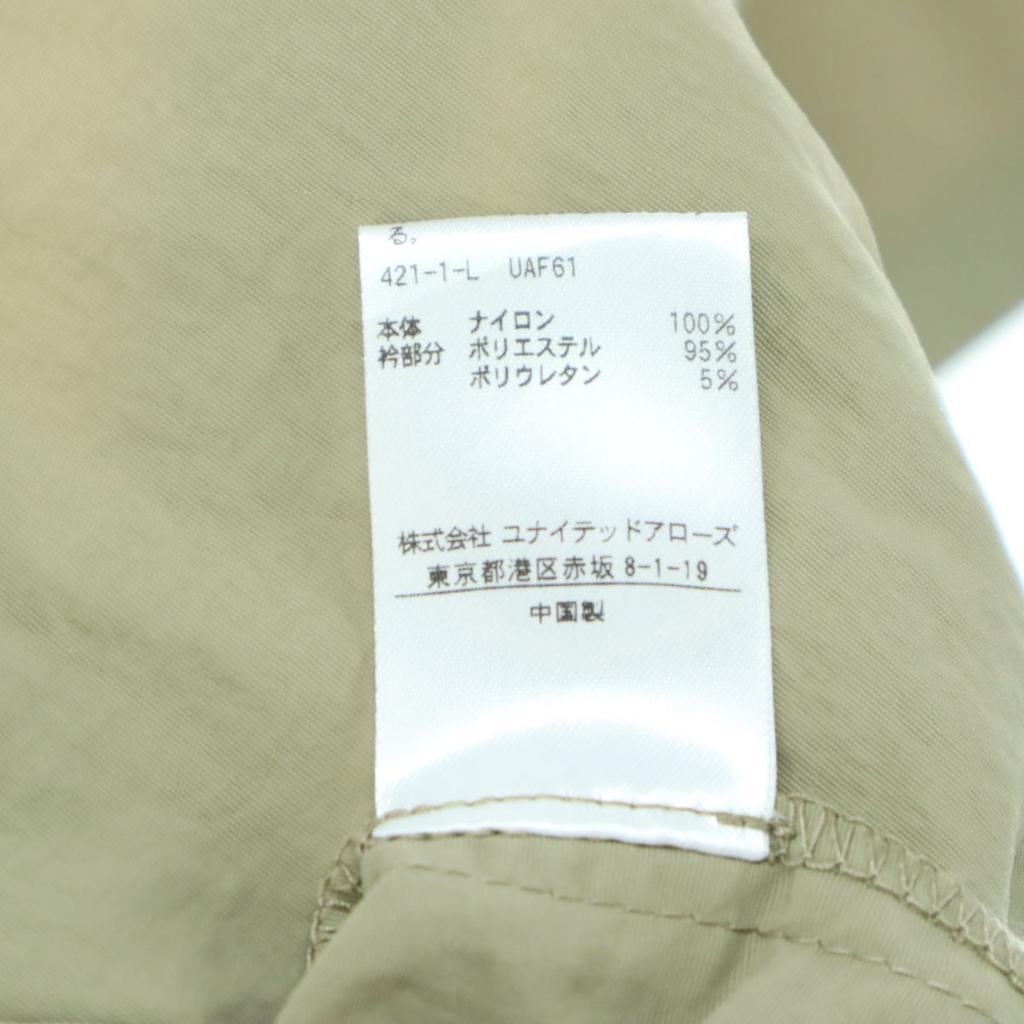 る。
421-1-L UAF61
本体 ナイロン 100%
衿部分 ポリエステル 95%
ポリウレタン 5%
株式会社 ユナイテッドアローズ
東京都港区赤坂 8-1-19
中国製